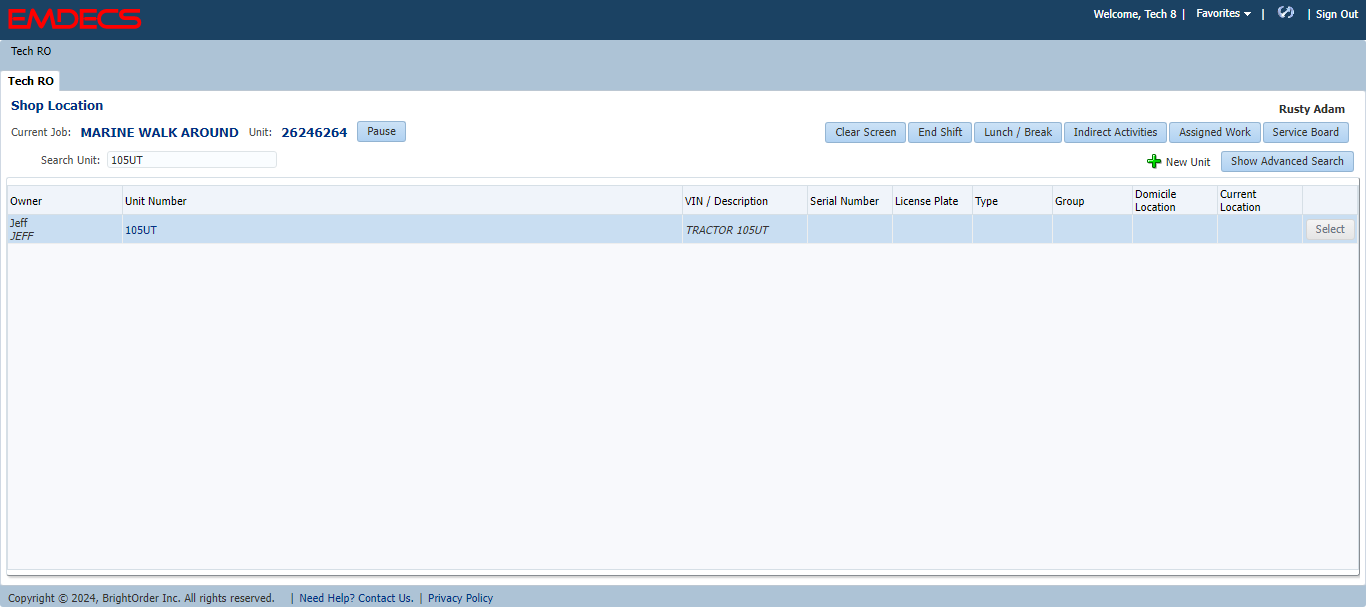 EMDECS
Welcome, Tech 8 | Favorites | | Sign Out
Tech RO
Tech RO
Shop Location
Rusty Adam
Current Job: MARINE WALK AROUND Unit: 26246264 Pause
Clear Screen End Shift Lunch / Break Indirect Activities Assigned Work Service Board
Search Unit: 105UT
New Unit Show Advanced Search
Owner Unit Number VIN / Description Serial Number License Plate Type Group Domicile Location Current Location
Jeff
JEFF
105UT TRACTOR 105UT Select
Copyright © 2024, BrightOrder Inc. All rights reserved. | Need Help? Contact Us. | Privacy Policy